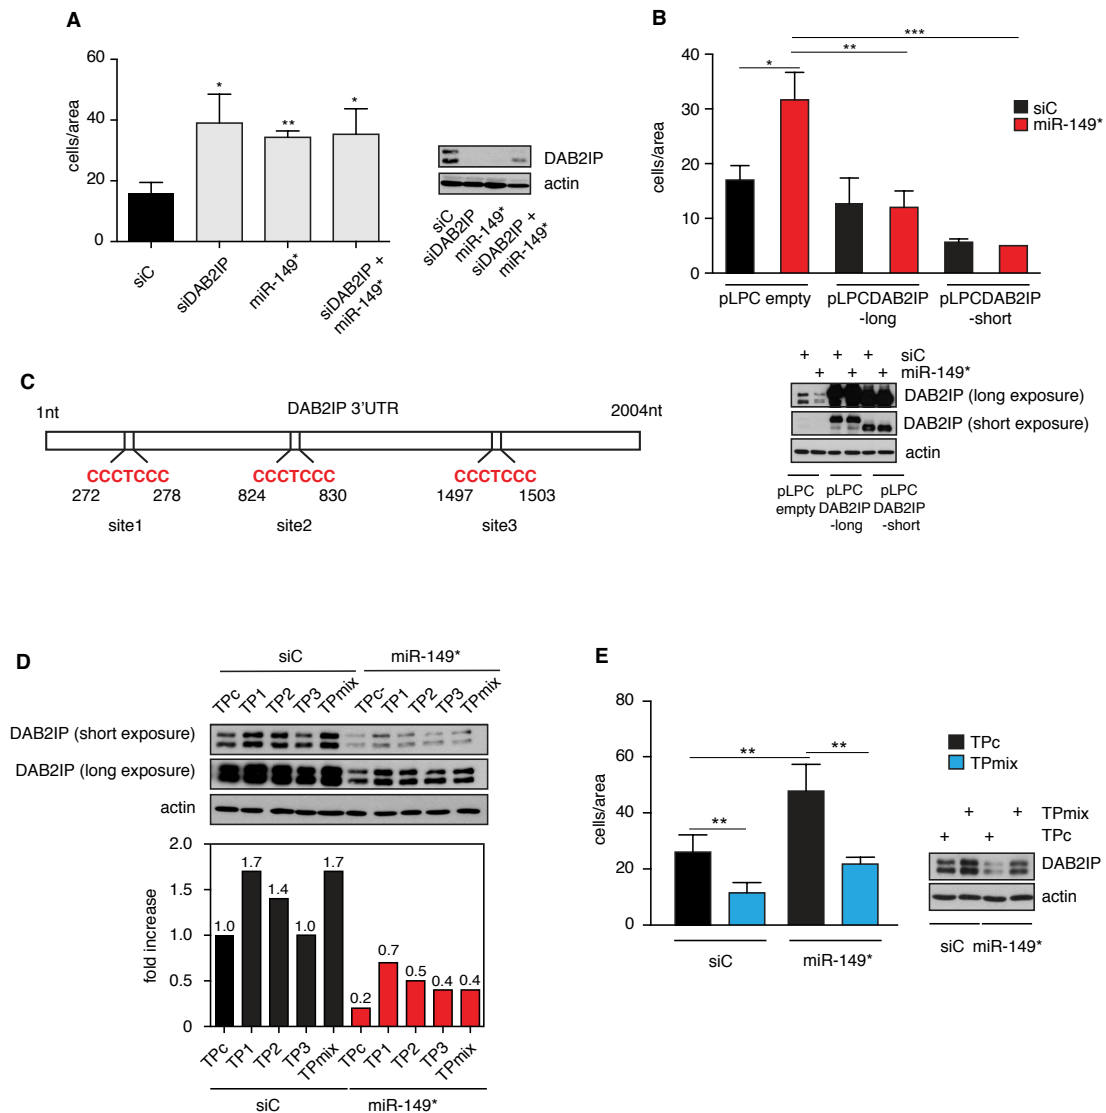 A
60
40
20
0
cells/area
*
**
*
siC
siDAB2IP
miR-149*
siDAB2IP +
miR-149*
DAB2IP
actin
siC
siDAB2IP
miR-149*
siDAB2IP +
miR-149*
B
***
**
*
40
30
20
10
0
cells/area
siC
miR-149*
pLPC empty
pLPCDAB2IP
-long
pLPCDAB2IP
-short
+ + + siC
+ + + miR-149*
DAB2IP (long exposure)
DAB2IP (short exposure)
actin
pLPC
empty
pLPC
DAB2IP
-long
pLPC
DAB2IP
-short
C
1nt
DAB2IP 3'UTR
2004nt
CCCTCCC
CCCTCCC
CCCTCCC
272 278
824 830
1497 1503
site1
site2
site3
D
siC
miR-149*
TPc
TP1
TP2
TP3
TPmix
TPc-
TP1
TP2
TP3
TPmix
DAB2IP (short exposure)
DAB2IP (long exposure)
actin
2.0
1.5
1.0
0.5
0
fold increase
1.0
1.7
1.4
1.0
1.7
0.2
0.7
0.5
0.4
0.4
TPc
TP1
TP2
TP3
TPmix
TPc
TP1
TP2
TP3
TPmix
siC
miR-149*
E
80
60
40
20
0
cells/area
**
**
**
TPc
TPmix
siC
miR-149*
+ + TPmix
+ + TPc
DAB2IP
actin
siC miR-149*